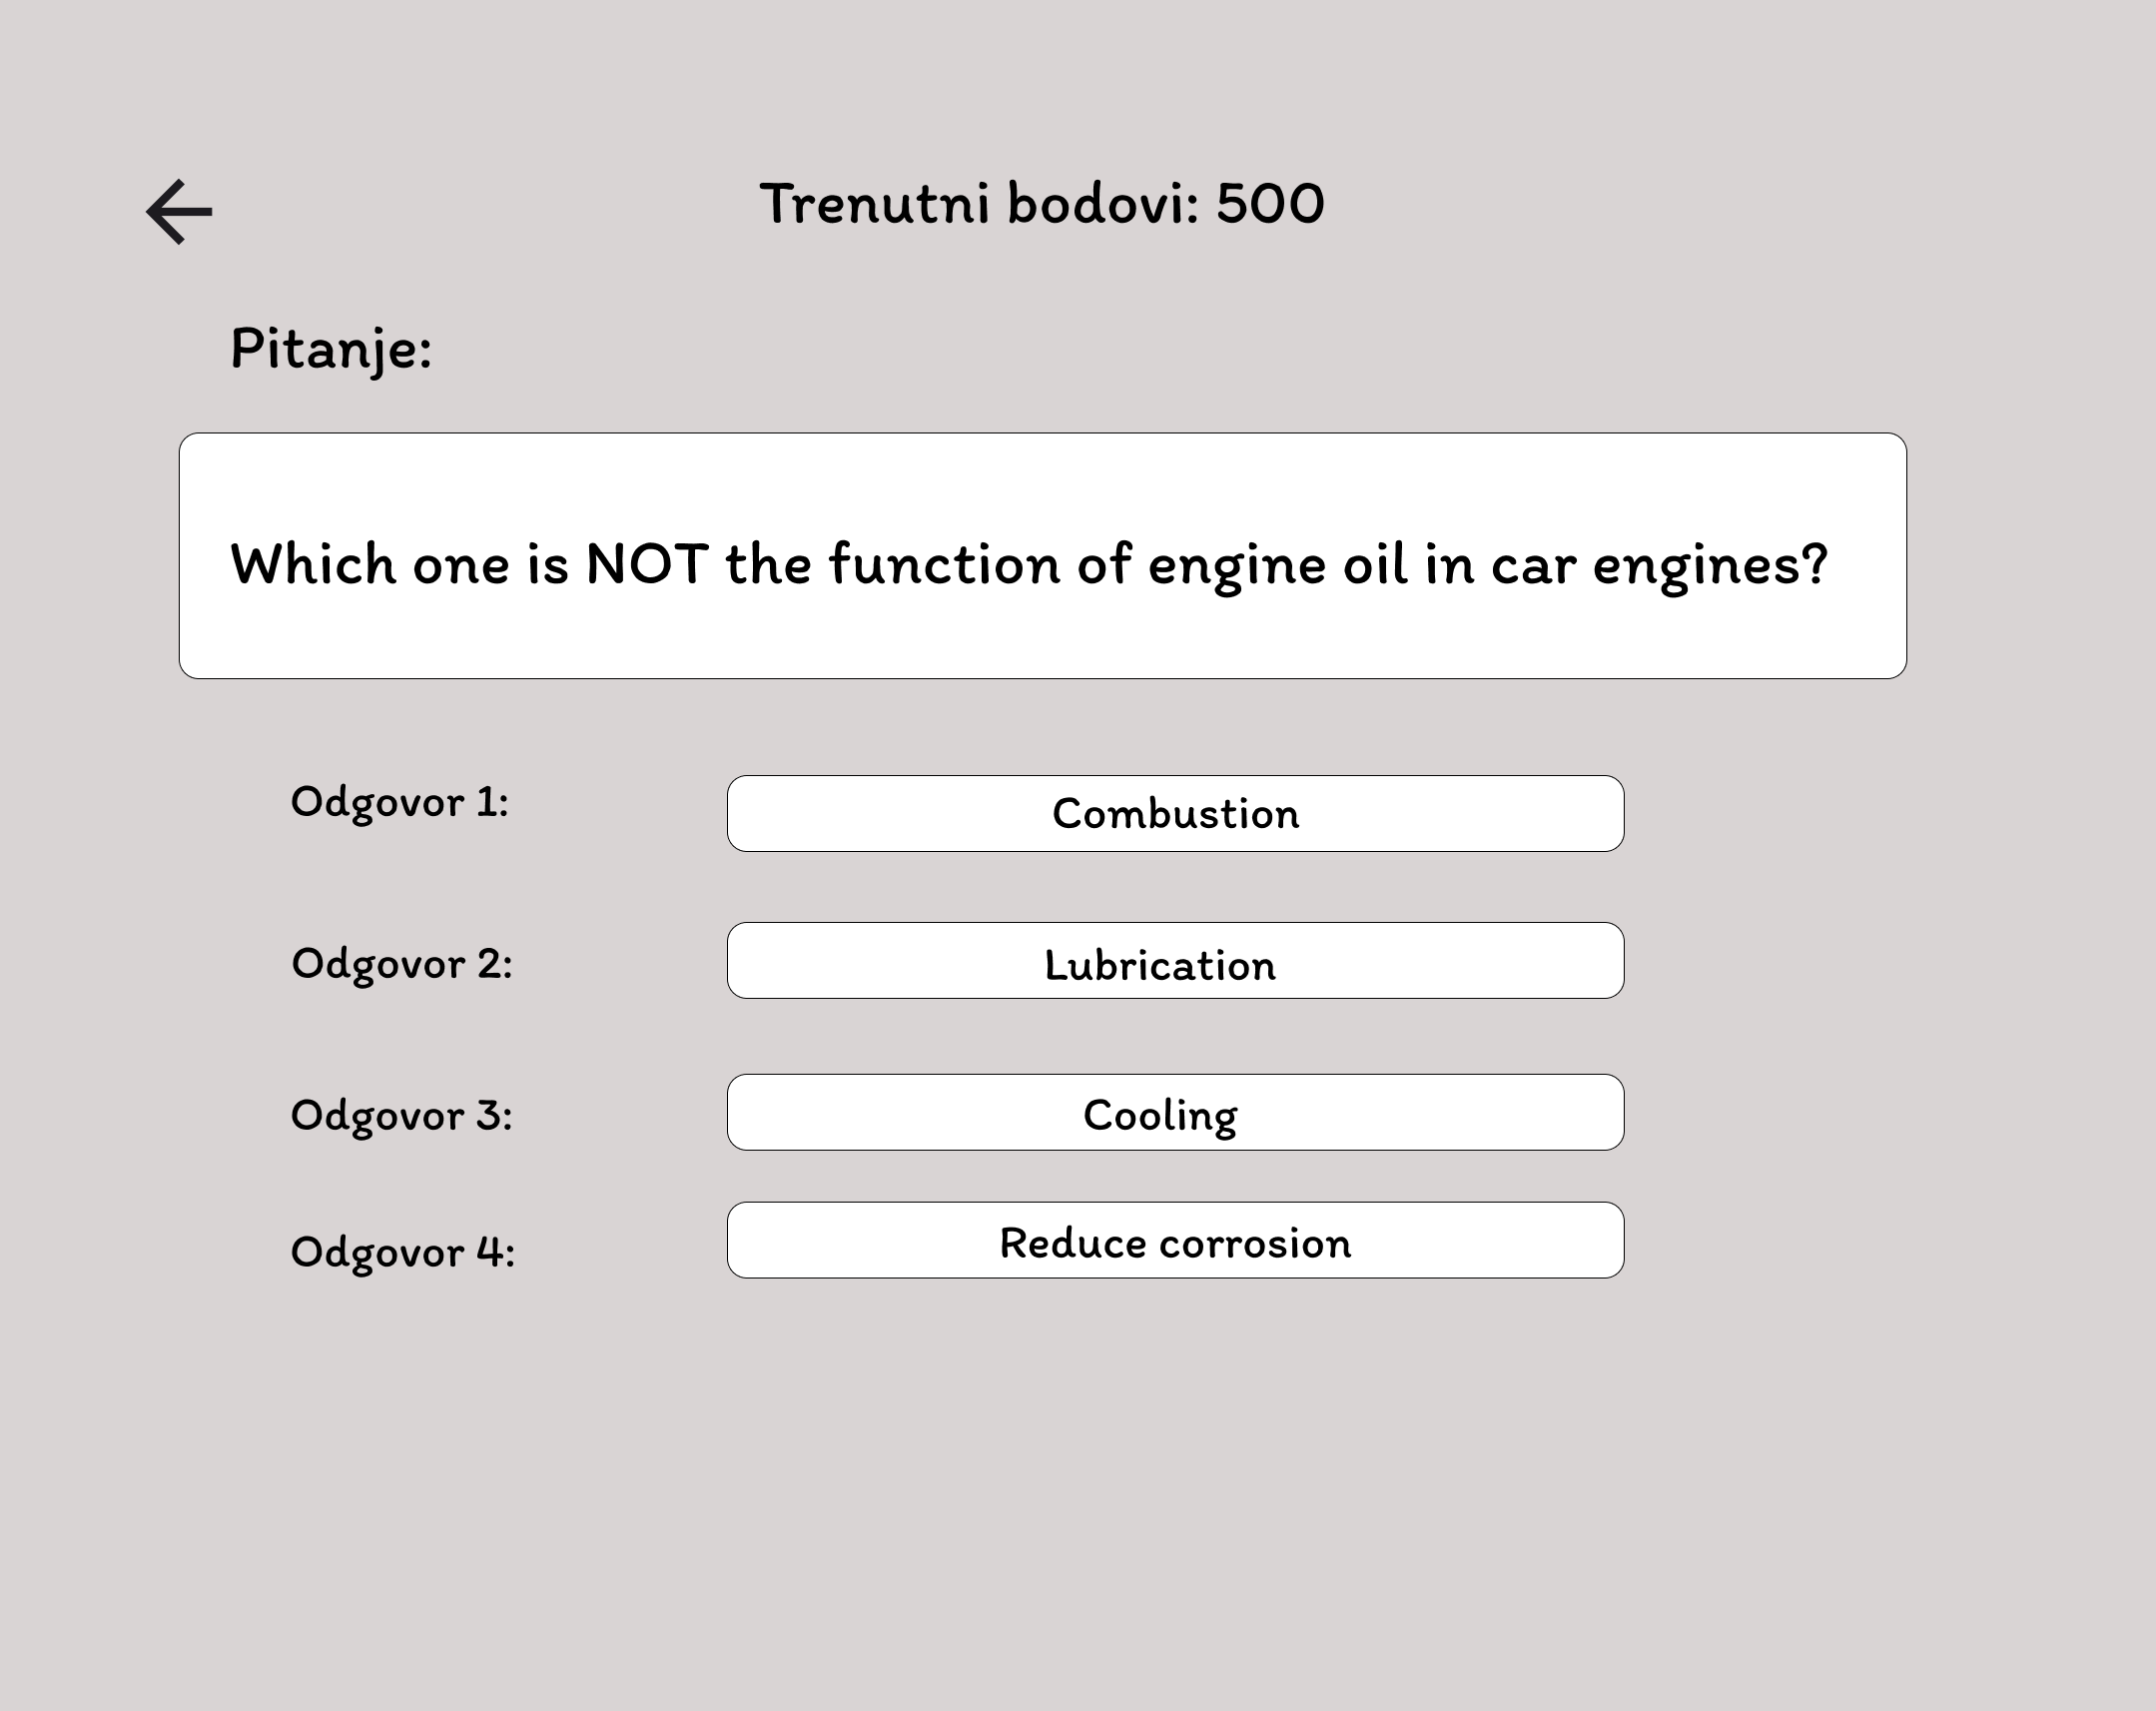 Trenutni bodovi: 500
Pitanje:
Which one is NOT the function of engine oil in car engines?
Odgovor 1:
Combustion
Odgovor 2:
Lubrication
Odgovor 3:
Cooling
Odgovor 4:
Reduce corrosion